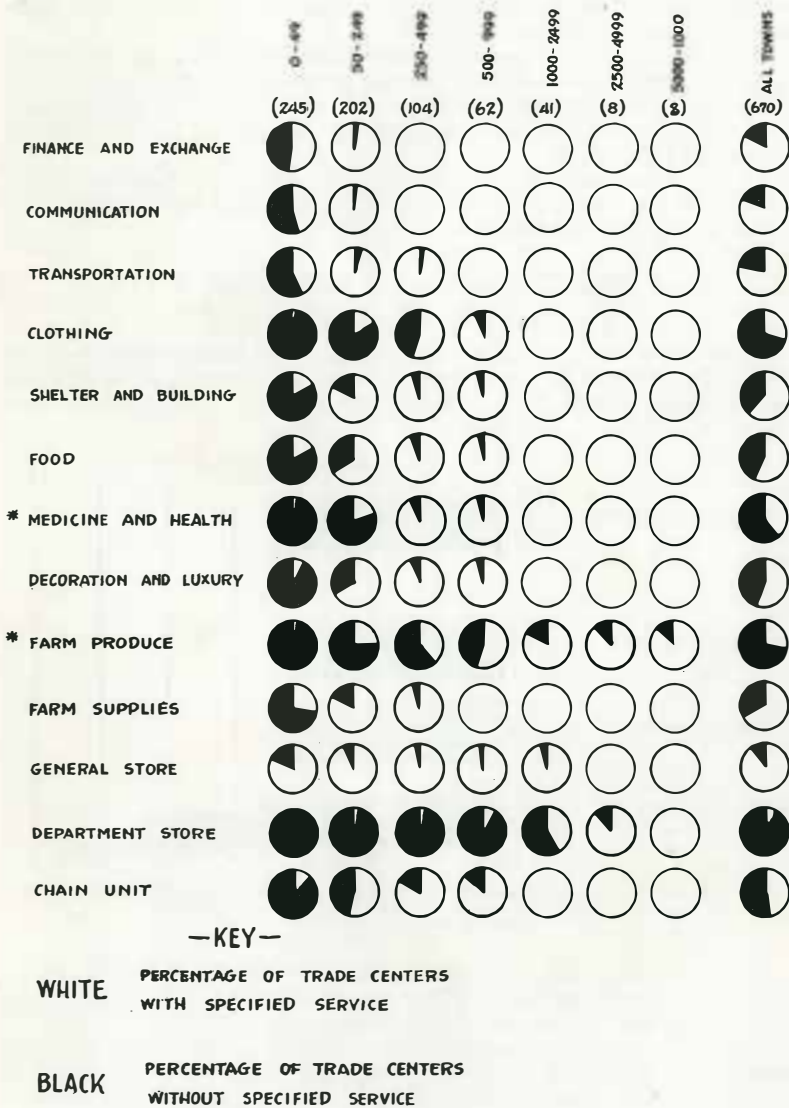 0-49
50-249
250-499
500-999
1000-2499
2500-4999
5000-1000
ALL TOWNS
(245) (202) (104) (62) (41) (8) (8) (670)
FINANCE AND EXCHANGE
COMMUNICATION
TRANSPORTATION
CLOTHING
SHELTER AND BUILDING
FOOD
* MEDICINE AND HEALTH
DECORATION AND LUXURY
* FARM PRODUCE
FARM SUPPLIES
GENERAL STORE
DEPARTMENT STORE
CHAIN UNIT
—KEY—
WHITE PERCENTAGE OF TRADE CENTERS
WITH SPECIFIED SERVICE
BLACK PERCENTAGE OF TRADE CENTERS
WITHOUT SPECIFIED SERVICE